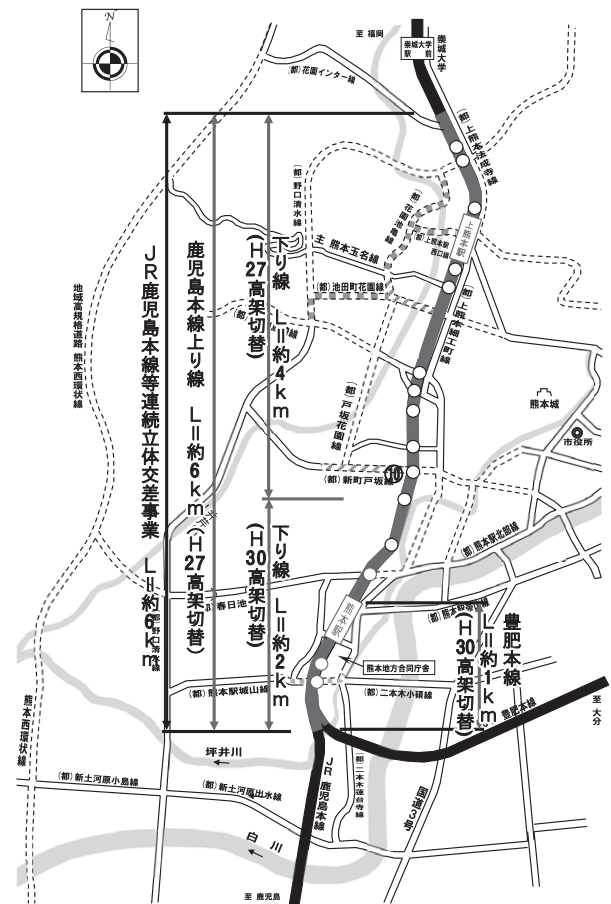 N
至 福岡
崇城大学
駅 前
崇城大学
(都)花園インター線
(都)上熊本法成寺線
(都)野口清水線
(都)花園池亀線
(都)上熊本駅
西口線
上熊本駅
主 熊本玉名線
(都)池田町花園線
(都)上熊本細工町線
地域高規格道路 熊本西環状線
JR鹿児島本線等連続立体交差事業 L=約6km
鹿児島本線上り線 L=約6km(H27高架切替)
下り線 L=約4km
(H27高架切替)
(都)戸坂花園線
熊本城
市役所
⑩
(都)新町戸坂線
下り線 L=約2km
(H30高架切替)
(都)熊本駅北部線
春日池
(都)野口清水線
熊本駅
豊肥本線
L=約1km
(H30高架切替)
熊本地方合同庁舎
(都)熊本駅城山線
(都)二本木小碩線
豊肥本線
至 大分
熊本西環状線
坪井川
(都)新土河原小島線
(都)新土河原出水線
JR 鹿児島本線
(都)二本木蓮台寺線
国道3号
白川
至 鹿児島